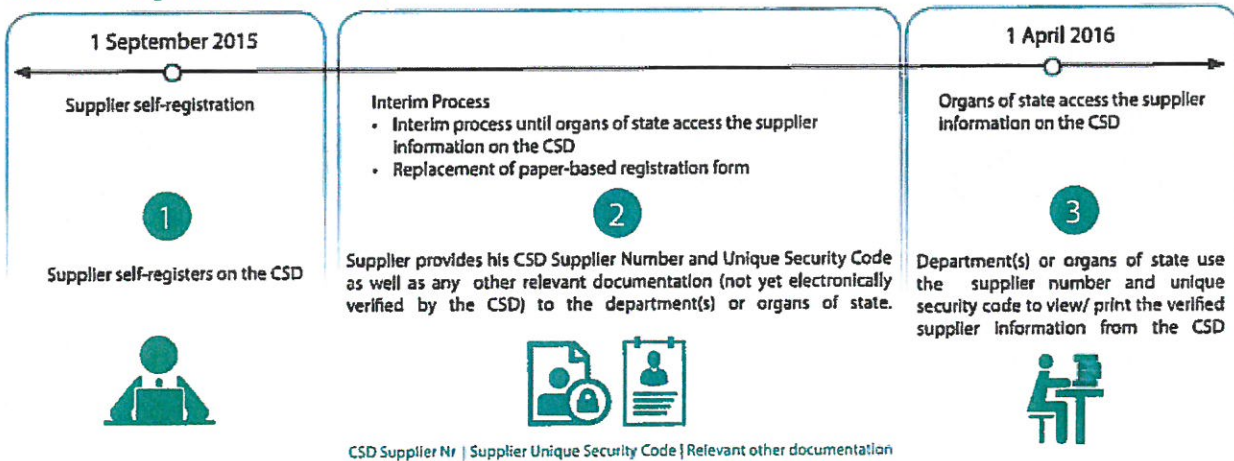 1 September 2015
Supplier self-registration
1
Supplier self-registers on the CSD
Interim Process
• Interim process until organs of state access the supplier
information on the CSD
• Replacement of paper-based registration form
2
Supplier provides his CSD Supplier Number and Unique Security Code
as well as any other relevant documentation (not yet electronically
verified by the CSD) to the department(s) or organs of state.
CSD Supplier Nr | Supplier Unique Security Code | Relevant other documentation
1 April 2016
Organs of state access the supplier
information on the CSD
3
Department(s) or organs of state use
the supplier number and unique
security code to view/ print the verified
supplier information from the CSD